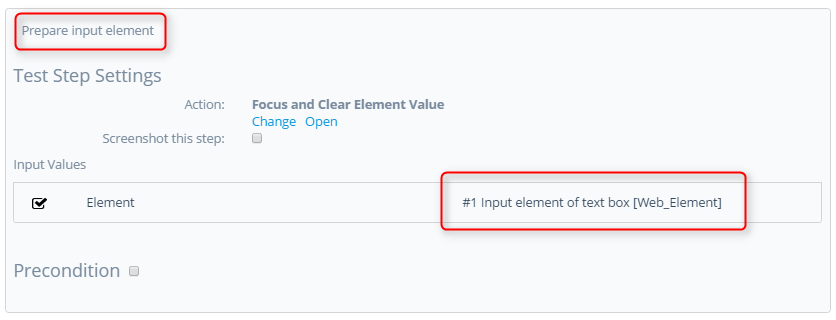 Prepare input element
Test Step Settings
Action: Focus and Clear Element Value
Change Open
Screenshot this step:
Input Values
Element #1 Input element of text box [Web_Element]
Precondition